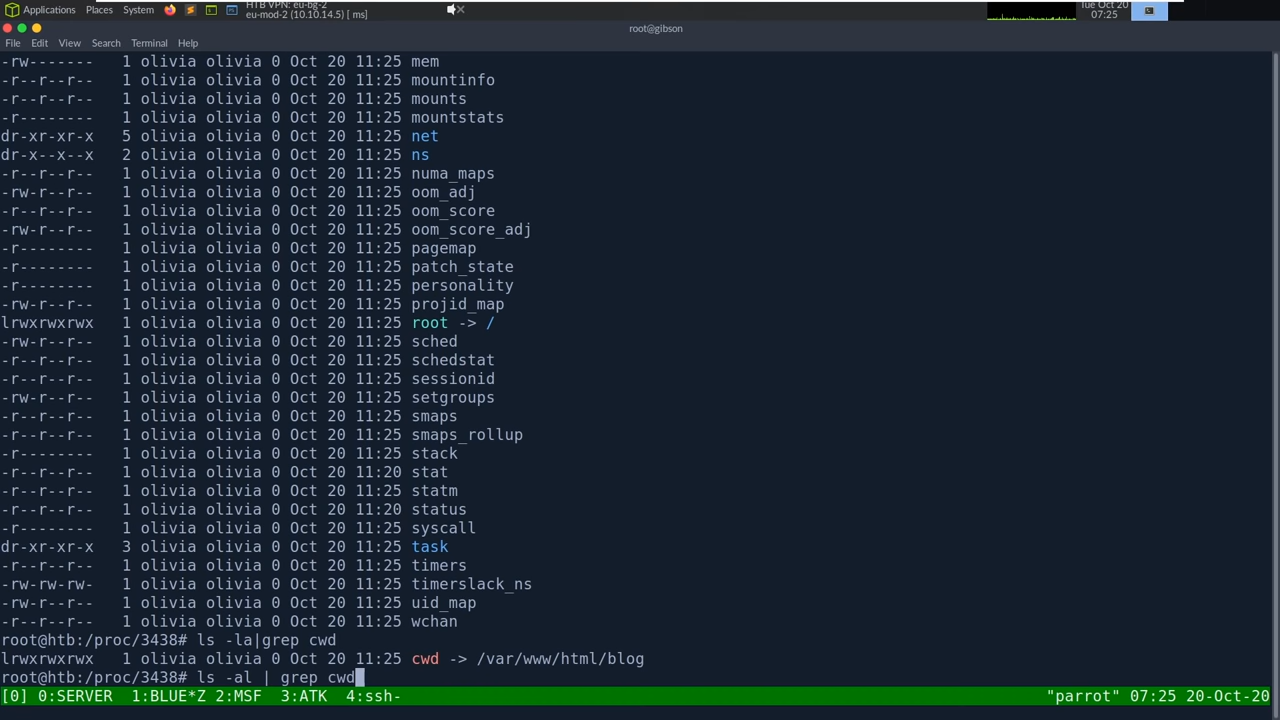 Applications Places System HTB VPN: eu-bg-2
eu-mod-2 (10.10.14.5) [ ms] Tue Oct 20
07:25
root@gibson
File Edit View Search Terminal Help
-rw------- 1 olivia olivia 0 Oct 20 11:25 mem
-r--r--r-- 1 olivia olivia 0 Oct 20 11:25 mountinfo
-r--r--r-- 1 olivia olivia 0 Oct 20 11:25 mounts
-r-------- 1 olivia olivia 0 Oct 20 11:25 mountstats
dr-xr-xr-x 5 olivia olivia 0 Oct 20 11:25 net
dr-x--x--x 2 olivia olivia 0 Oct 20 11:25 ns
-r--r--r-- 1 olivia olivia 0 Oct 20 11:25 numa_maps
-rw-r--r-- 1 olivia olivia 0 Oct 20 11:25 oom_adj
-r--r--r-- 1 olivia olivia 0 Oct 20 11:25 oom_score
-rw-r--r-- 1 olivia olivia 0 Oct 20 11:25 oom_score_adj
-r-------- 1 olivia olivia 0 Oct 20 11:25 pagemap
-r-------- 1 olivia olivia 0 Oct 20 11:25 patch_state
-r-------- 1 olivia olivia 0 Oct 20 11:25 personality
-rw-r--r-- 1 olivia olivia 0 Oct 20 11:25 projid_map
lrwxrwxrwx 1 olivia olivia 0 Oct 20 11:25 root -> /
-rw-r--r-- 1 olivia olivia 0 Oct 20 11:25 sched
-r--r--r-- 1 olivia olivia 0 Oct 20 11:25 schedstat
-r--r--r-- 1 olivia olivia 0 Oct 20 11:25 sessionid
-rw-r--r-- 1 olivia olivia 0 Oct 20 11:25 setgroups
-r--r--r-- 1 olivia olivia 0 Oct 20 11:25 smaps
-r--r--r-- 1 olivia olivia 0 Oct 20 11:25 smaps_rollup
-r-------- 1 olivia olivia 0 Oct 20 11:25 stack
-r--r--r-- 1 olivia olivia 0 Oct 20 11:20 stat
-r--r--r-- 1 olivia olivia 0 Oct 20 11:25 statm
-r--r--r-- 1 olivia olivia 0 Oct 20 11:20 status
-r-------- 1 olivia olivia 0 Oct 20 11:25 syscall
dr-xr-xr-x 3 olivia olivia 0 Oct 20 11:25 task
-r--r--r-- 1 olivia olivia 0 Oct 20 11:25 timers
-rw-rw-rw- 1 olivia olivia 0 Oct 20 11:25 timerslack_ns
-rw-r--r-- 1 olivia olivia 0 Oct 20 11:25 uid_map
-r--r--r-- 1 olivia olivia 0 Oct 20 11:25 wchan
root@htb:/proc/3438# ls -la|grep cwd
lrwxrwxrwx 1 olivia olivia 0 Oct 20 11:25 cwd -> /var/www/html/blog
root@htb:/proc/3438# ls -al | grep cwd
[0] 0:SERVER 1:BLUE*Z 2:MSF 3:ATK 4:ssh- "parrot" 07:25 20-Oct-20